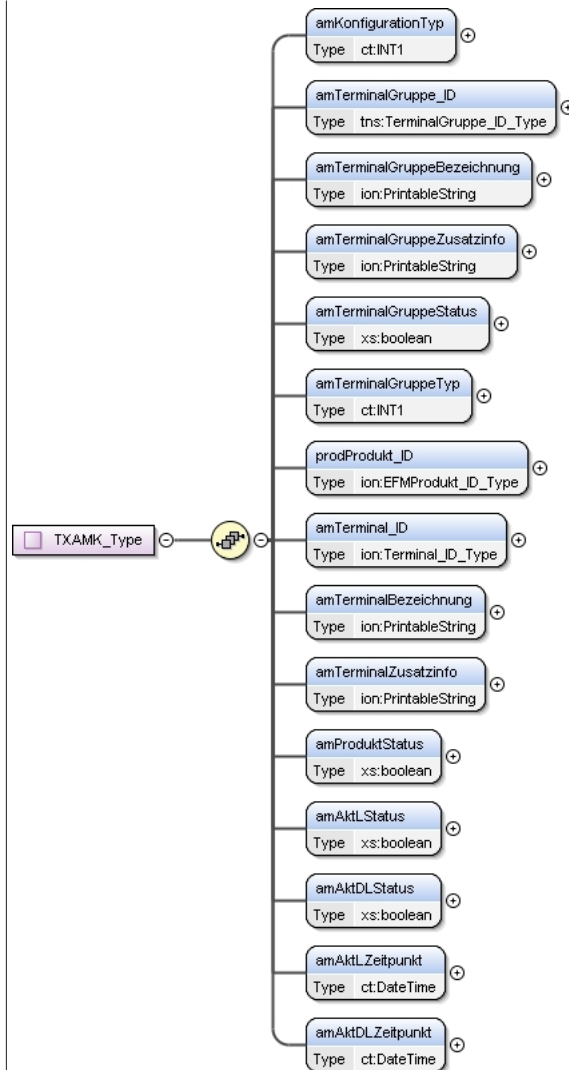 amKonfigurationTyp
Type ct:INT1
amTerminalGruppe_ID
Type tns:TerminalGruppe_ID_Type
amTerminalGruppeBezeichnung
Type ion:PrintableString
amTerminalGruppeZusatzinfo
Type ion:PrintableString
amTerminalGruppeStatus
Type xs:boolean
amTerminalGruppeTyp
Type ct:INT1
prodProdukt_ID
Type ion:EFMProdukt_ID_Type
TXAMK_Type
amTerminal_ID
Type ion:Terminal_ID_Type
amTerminalBezeichnung
Type ion:PrintableString
amTerminalZusatzinfo
Type ion:PrintableString
amProduktStatus
Type xs:boolean
amAktLStatus
Type xs:boolean
amAktDLStatus
Type xs:boolean
amAktLZeitpunkt
Type ct:DateTime
amAktDLZeitpunkt
Type ct:DateTime